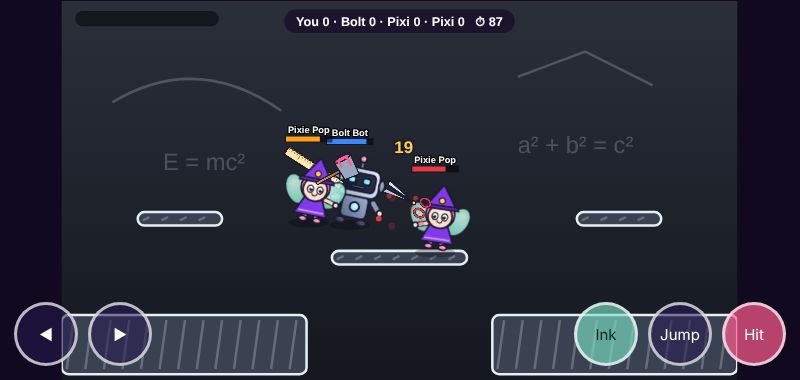 You 0 · Bolt 0 · Pixi 0 · Pixi 0 ⏱ 87
Pixie Pop
Bolt Bot
19
Pixie Pop
E = mc²
a² + b² = c²
◀
▶
Ink
Jump
Hit